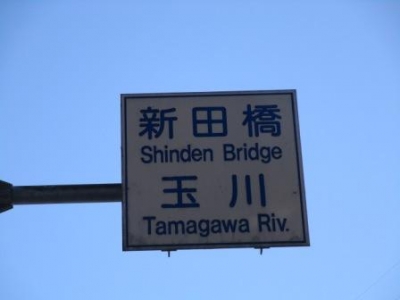 新田橋
Shinden Bridge
玉川
Tamagawa Riv.